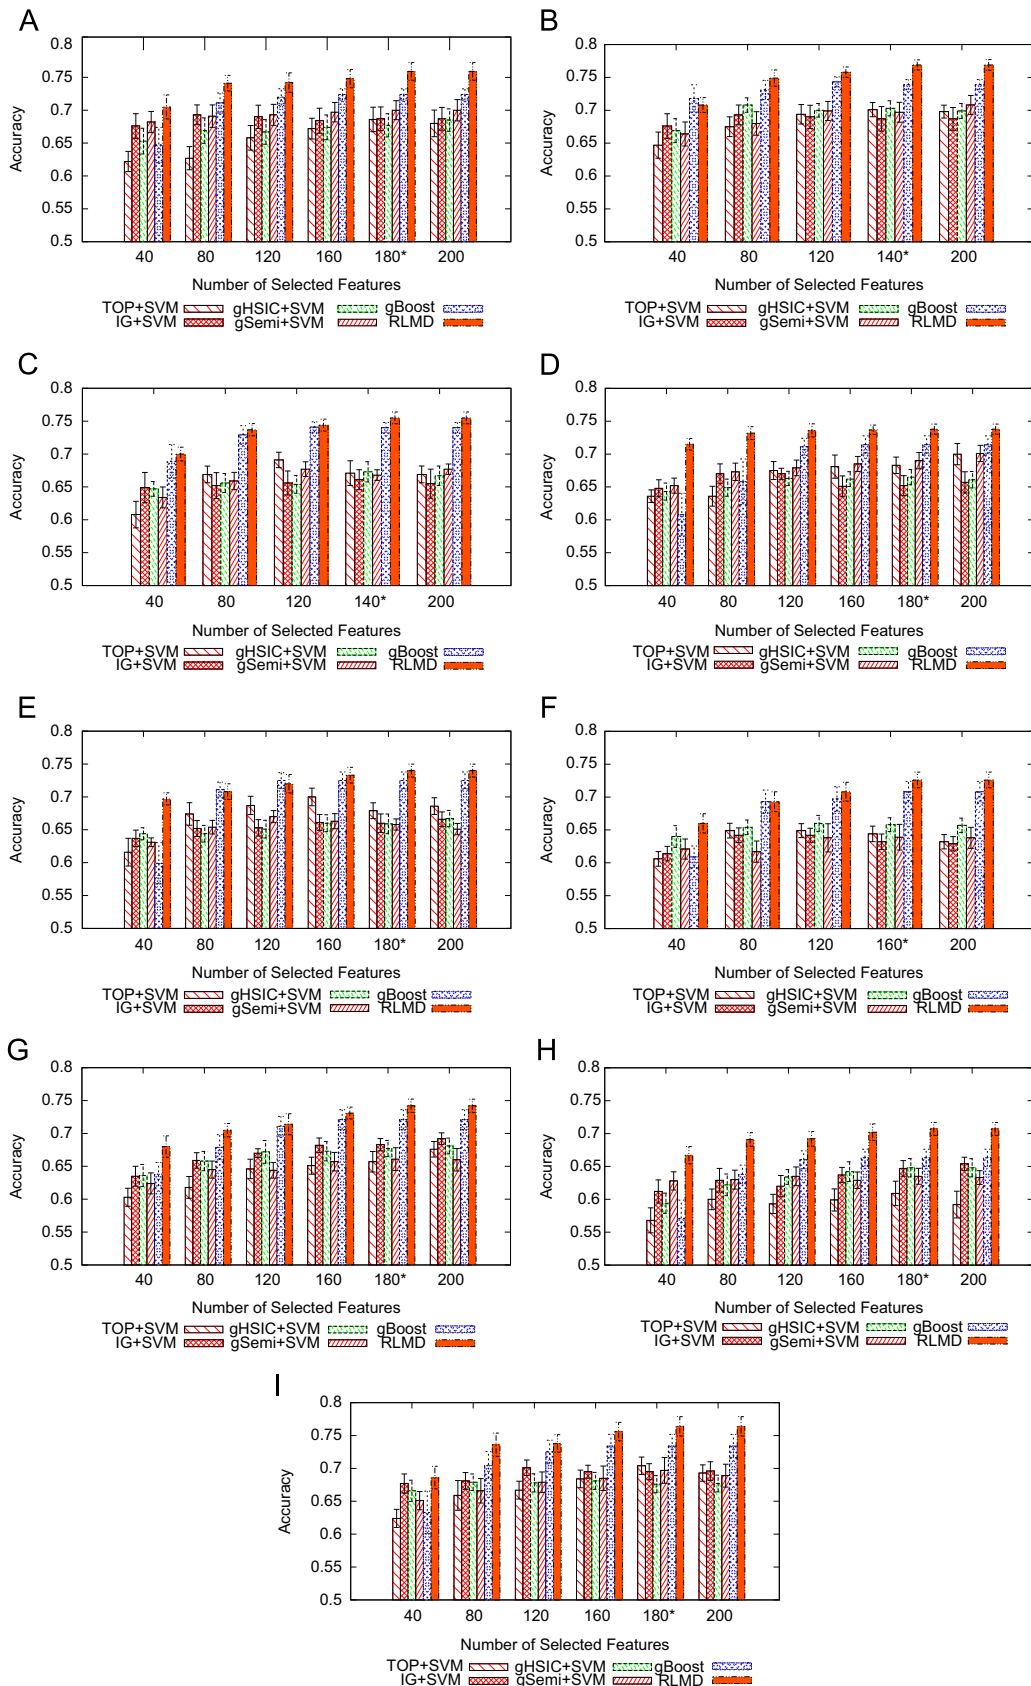 A
0.8
0.75
0.7
0.65
0.6
0.55
0.5
Accuracy
40 80 120 160 180* 200
Number of Selected Features
TOP+SVM gHSIC+SVM gBoost
IG+SVM gSemi+SVM RLMD
B
0.8
0.75
0.7
0.65
0.6
0.55
0.5
Accuracy
40 80 120 140* 200
Number of Selected Features
TOP+SVM gHSIC+SVM gBoost
IG+SVM gSemi+SVM RLMD
C
0.8
0.75
0.7
0.65
0.6
0.55
0.5
Accuracy
40 80 120 140* 200
Number of Selected Features
TOP+SVM gHSIC+SVM gBoost
IG+SVM gSemi+SVM RLMD
D
0.8
0.75
0.7
0.65
0.6
0.55
0.5
Accuracy
40 80 120 160 180* 200
Number of Selected Features
TOP+SVM gHSIC+SVM gBoost
IG+SVM gSemi+SVM RLMD
E
0.8
0.75
0.7
0.65
0.6
0.55
0.5
Accuracy
40 80 120 160 180* 200
Number of Selected Features
TOP+SVM gHSIC+SVM gBoost
IG+SVM gSemi+SVM RLMD
F
0.8
0.75
0.7
0.65
0.6
0.55
0.5
Accuracy
40 80 120 160* 200
Number of Selected Features
TOP+SVM gHSIC+SVM gBoost
IG+SVM gSemi+SVM RLMD
G
0.8
0.75
0.7
0.65
0.6
0.55
0.5
Accuracy
40 80 120 160 180* 200
Number of Selected Features
TOP+SVM gHSIC+SVM gBoost
IG+SVM gSemi+SVM RLMD
H
0.8
0.75
0.7
0.65
0.6
0.55
0.5
Accuracy
40 80 120 160 180* 200
Number of Selected Features
TOP+SVM gHSIC+SVM gBoost
IG+SVM gSemi+SVM RLMD
I
0.8
0.75
0.7
0.65
0.6
0.55
0.5
Accuracy
40 80 120 160 180* 200
Number of Selected Features
TOP+SVM gHSIC+SVM gBoost
IG+SVM gSemi+SVM RLMD